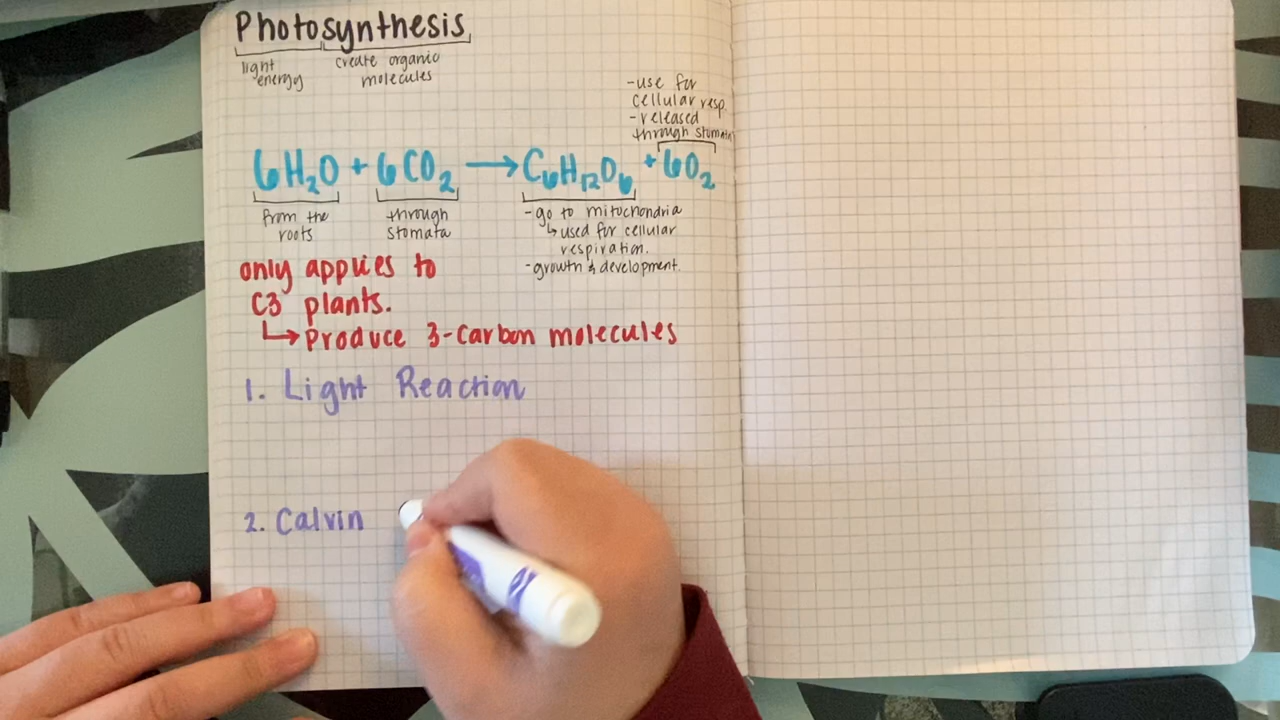 Photosynthesis
light
energy
create organic
molecules
-use for
cellular resp.
-released
through stomata
6H₂O + 6CO₂ → C₆H₁₂O₆ + 6O₂
from the
roots
through
stomata
-go to mitochondria
↳ used for cellular
respiration.
-growth & development.
only applies to
C3 plants.
↳ Produce 3-carbon molecules
1. Light Reaction
2. Calvin